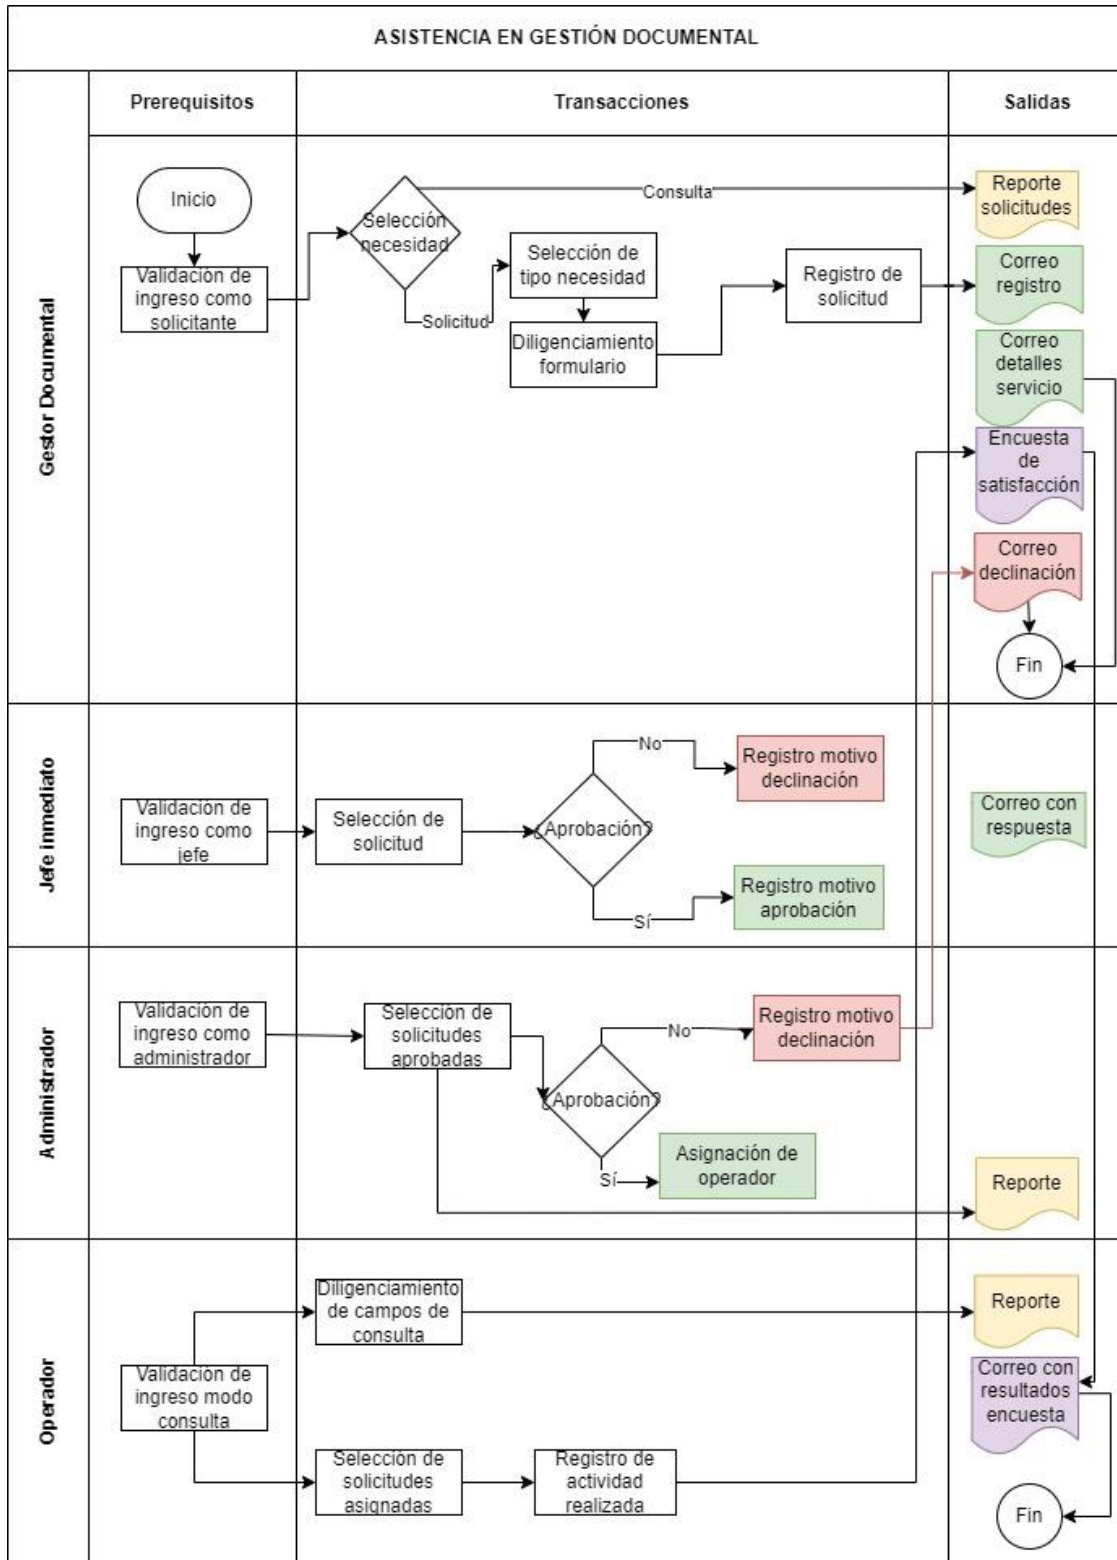 ASISTENCIA EN GESTIÓN DOCUMENTAL
Prerequisitos
Transacciones
Salidas
Gestor Documental
Inicio
Validación de
ingreso como
solicitante
Selección
necesidad
Consulta
Solicitud
Selección de
tipo necesidad
Diligenciamiento
formulario
Registro de
solicitud
Reporte
solicitudes
Correo
registro
Correo
detalles
servicio
Encuesta
de
satisfacción
Correo
declinación
Fin
Jefe inmediato
Validación de
ingreso como
jefe
Selección de
solicitud
¿Aprobación?
No
Registro motivo
declinación
Sí
Registro motivo
aprobación
Correo con
respuesta
Administrador
Validación de
ingreso como
administrador
Selección de
solicitudes
aprobadas
¿Aprobación?
No
Registro motivo
declinación
Sí
Asignación de
operador
Reporte
Operador
Validación de
ingreso modo
consulta
Diligenciamiento
de campos de
consulta
Reporte
Selección de
solicitudes
asignadas
Registro de
actividad
realizada
Correo con
resultados
encuesta
Fin